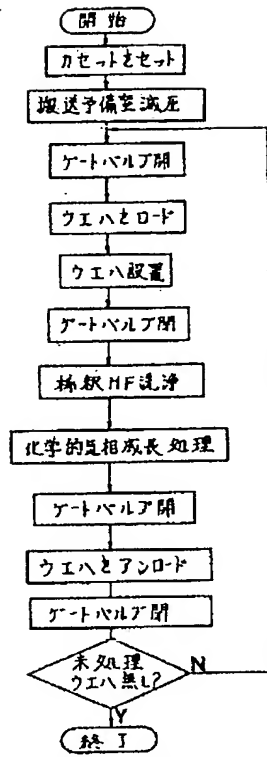 開始
カセットをセット
搬送予備室減圧
ゲートバルブ開
ウエハをロード
ウエハ設置
ゲートバルブ閉
稀釈HF洗浄
化学的気相成長処理
ゲートバルブ開
ウエハをアンロード
ゲートバルブ閉
未処理
ウエハ無し?
N
Y
終了